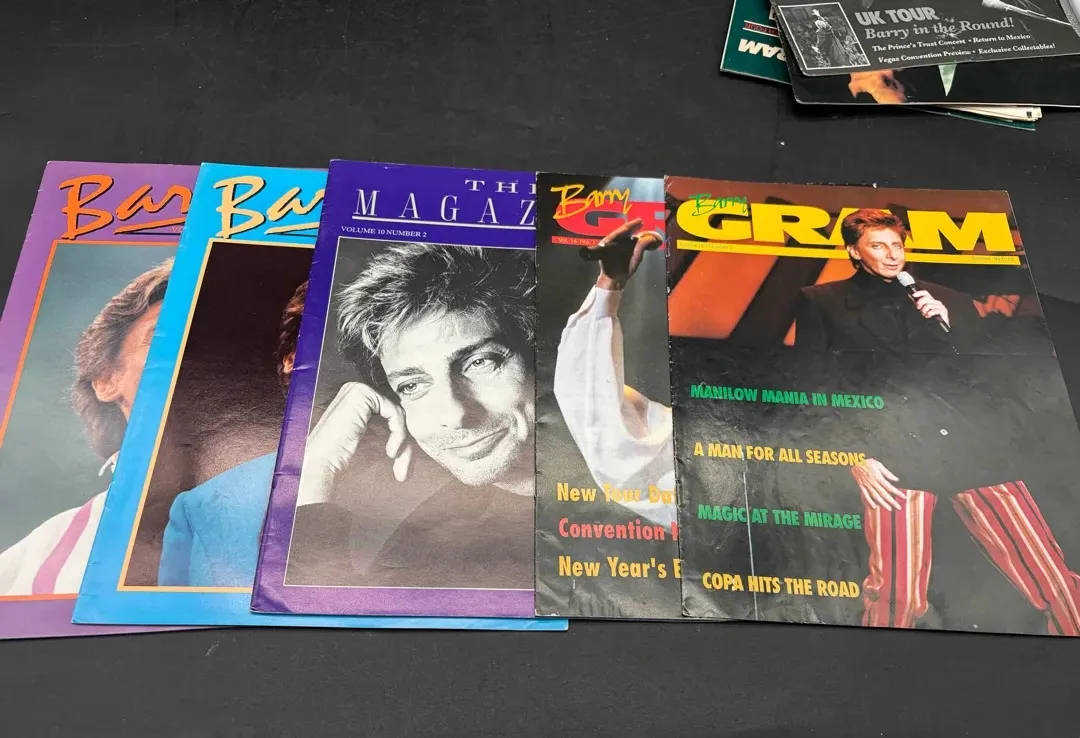 UK TOUR
Barry in the Round!
The Prince's Trust Concert • Return to Mexico
Vegas Convention Preview • Exclusive Collectables!
GRAM
Bar
Ba
THE
MAGAZ
VOLUME 10 NUMBER 2
Barry
GR
New Tour Da
Convention
New Year's E
Barry
GRAM
MANILOW MANIA IN MEXICO
A MAN FOR ALL SEASONS
MAGIC AT THE MIRAGE
COPA HITS THE ROAD